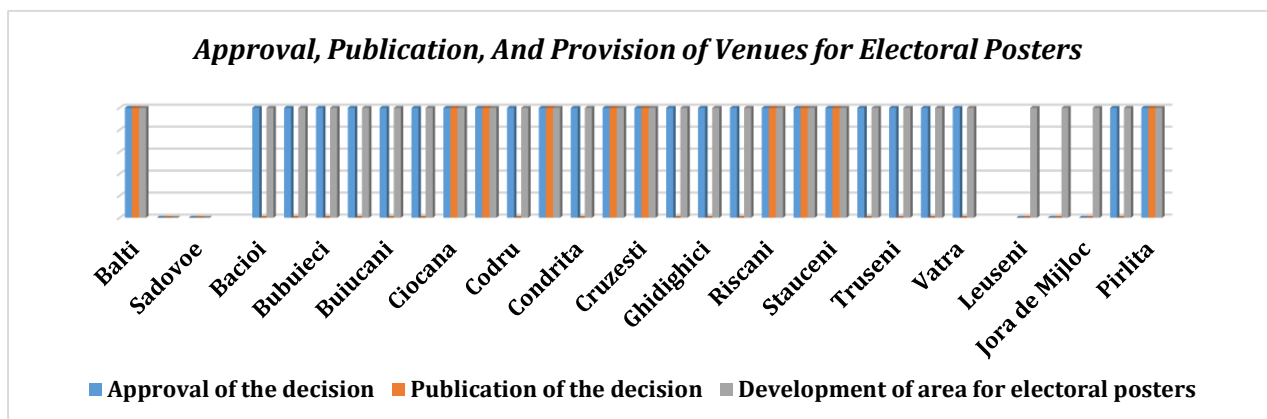 Approval, Publication, And Provision of Venues for Electoral Posters
Balti
Sadovoe
Bacioi
Bubuieci
Buiucani
Ciocana
Codru
Condrita
Cruzesti
Ghidighici
Riscani
Stauceni
Truseni
Vatra
Leuseni
Jora de Mijloc
Pirlita
Approval of the decision Publication of the decision Development of area for electoral posters